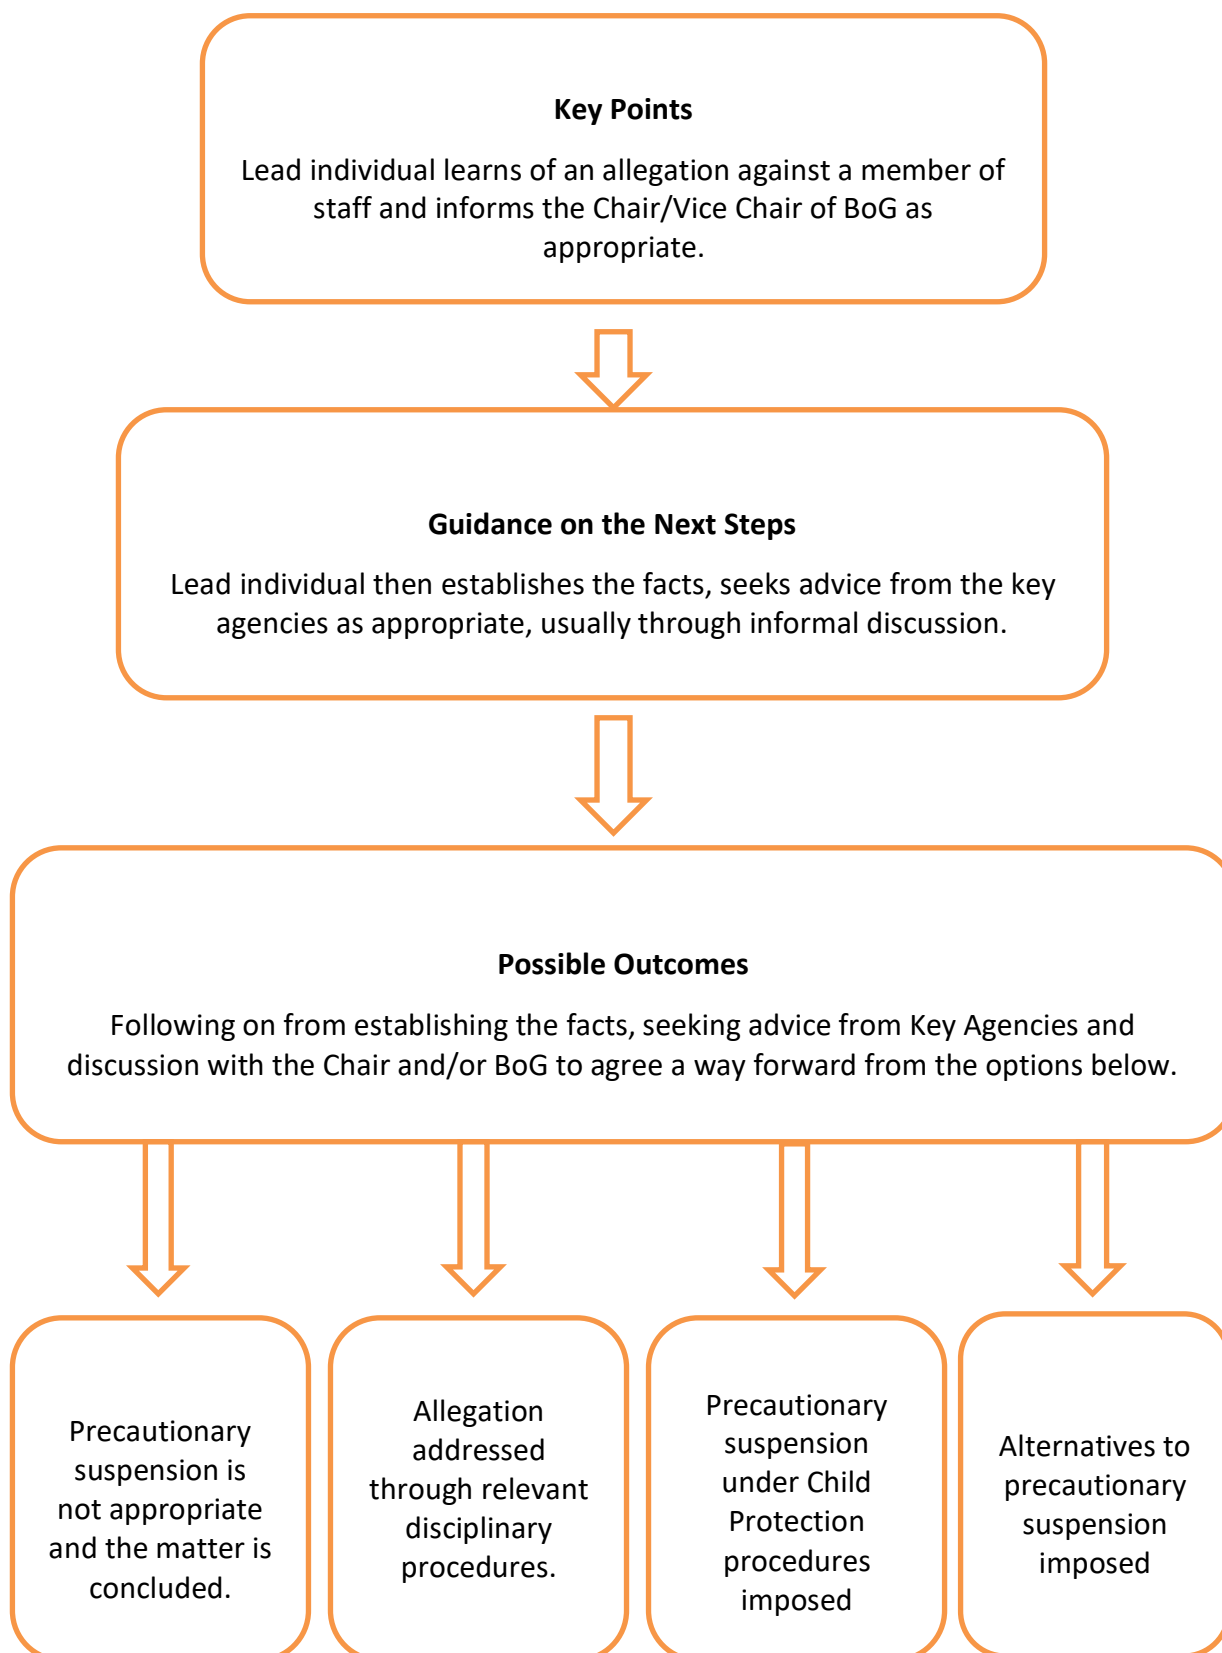 Key Points
Lead individual learns of an allegation against a member of
staff and informs the Chair/Vice Chair of BoG as
appropriate.
Guidance on the Next Steps
Lead individual then establishes the facts, seeks advice from the key
agencies as appropriate, usually through informal discussion.
Possible Outcomes
Following on from establishing the facts, seeking advice from Key Agencies and
discussion with the Chair and/or BoG to agree a way forward from the options below.
Precautionary
suspension is
not appropriate
and the matter is
concluded.
Allegation
addressed
through relevant
disciplinary
procedures.
Precautionary
suspension
under Child
Protection
procedures
imposed
Alternatives to
precautionary
suspension
imposed